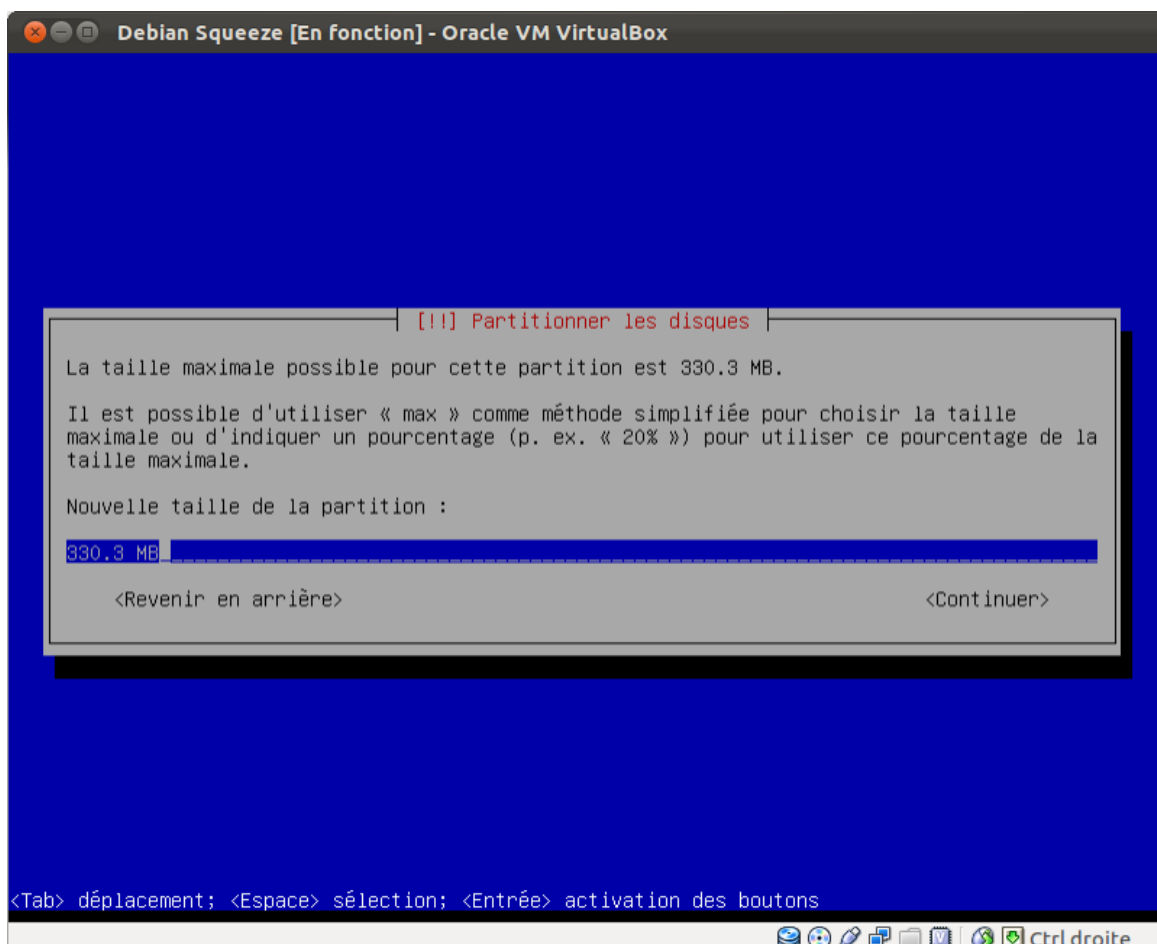 Debian Squeeze [En fonction] - Oracle VM VirtualBox
[!!] Partitionner les disques
La taille maximale possible pour cette partition est 330.3 MB.
Il est possible d'utiliser « max » comme méthode simplifiée pour choisir la taille
maximale ou d'indiquer un pourcentage (p. ex. « 20% ») pour utiliser ce pourcentage de la
taille maximale.
Nouvelle taille de la partition :
330.3 MB
<Revenir en arrière> <Continuer>
<Tab> déplacement; <Espace> sélection; <Entrée> activation des boutons
Ctrl droite